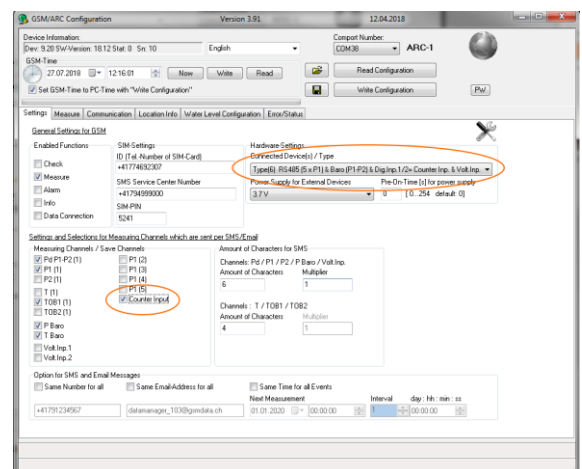 GSM/ARC Configuration Version 3.91 12.04.2018
Device Information: Comport Number:
Dev: 9.20 SW-Version: 18.12 Stat: 0 Sn: 10 English COM38 ARC-1
GSM-Time
27.07.2018 12:16:01 Now Write Read Read Configuration
Set GSM-Time to PC-Time with "Write Configuration" Write Configuration PW
Settings Measure Communication Location Info Water Level Configuration Error/Status
General Settings for GSM
Enabled Functions SIM-Settings Hardware-Settings
ID (Tel.-Number of SIM-Card) Connected Device(s) / Type
Check +41774692307 Type(6) RS485 (5 x P1) & Baro (P1-P2) & Dig.Inp.1/2= Counter Inp. & Volt.Inp.
Measure SMS Service Center Number Power Supply for External Devices Pre-On-Time [s] for power supply
Alarm +41794999000 3.7 V 0 [ 0...254 default: 0]
Info SIM-PIN
Data Connection 5241
Settings and Selections for Measuring Channels which are sent per SMS/Email
Measuring Channels / Save Channels Amount of Characters for SMS
Pd P1-P2 (1) P1 (2) Channels: Pd / P1 / P2 / P Baro / Volt.Inp.
P1 (1) P1 (3) Amount of Characters Multiplier
P2 (1) P1 (4) 6 1
T (1) P1 (5)
TOB1 (1) Counter Input Channels : T / TOB1 / TOB2
TOB2 (1) Amount of Characters Multiplier
P Baro 4 1
T Baro
Volt.Inp.1
Volt.Inp.2
Option for SMS and Email Messages
Same Number for all Same Email-Address for all Same Time for all Events
Next Measurement Interval day : hh : min : ss
+41791234567 datamanager_103@gsmdata.ch 01.01.2020 00:00:00 1 00:00:00